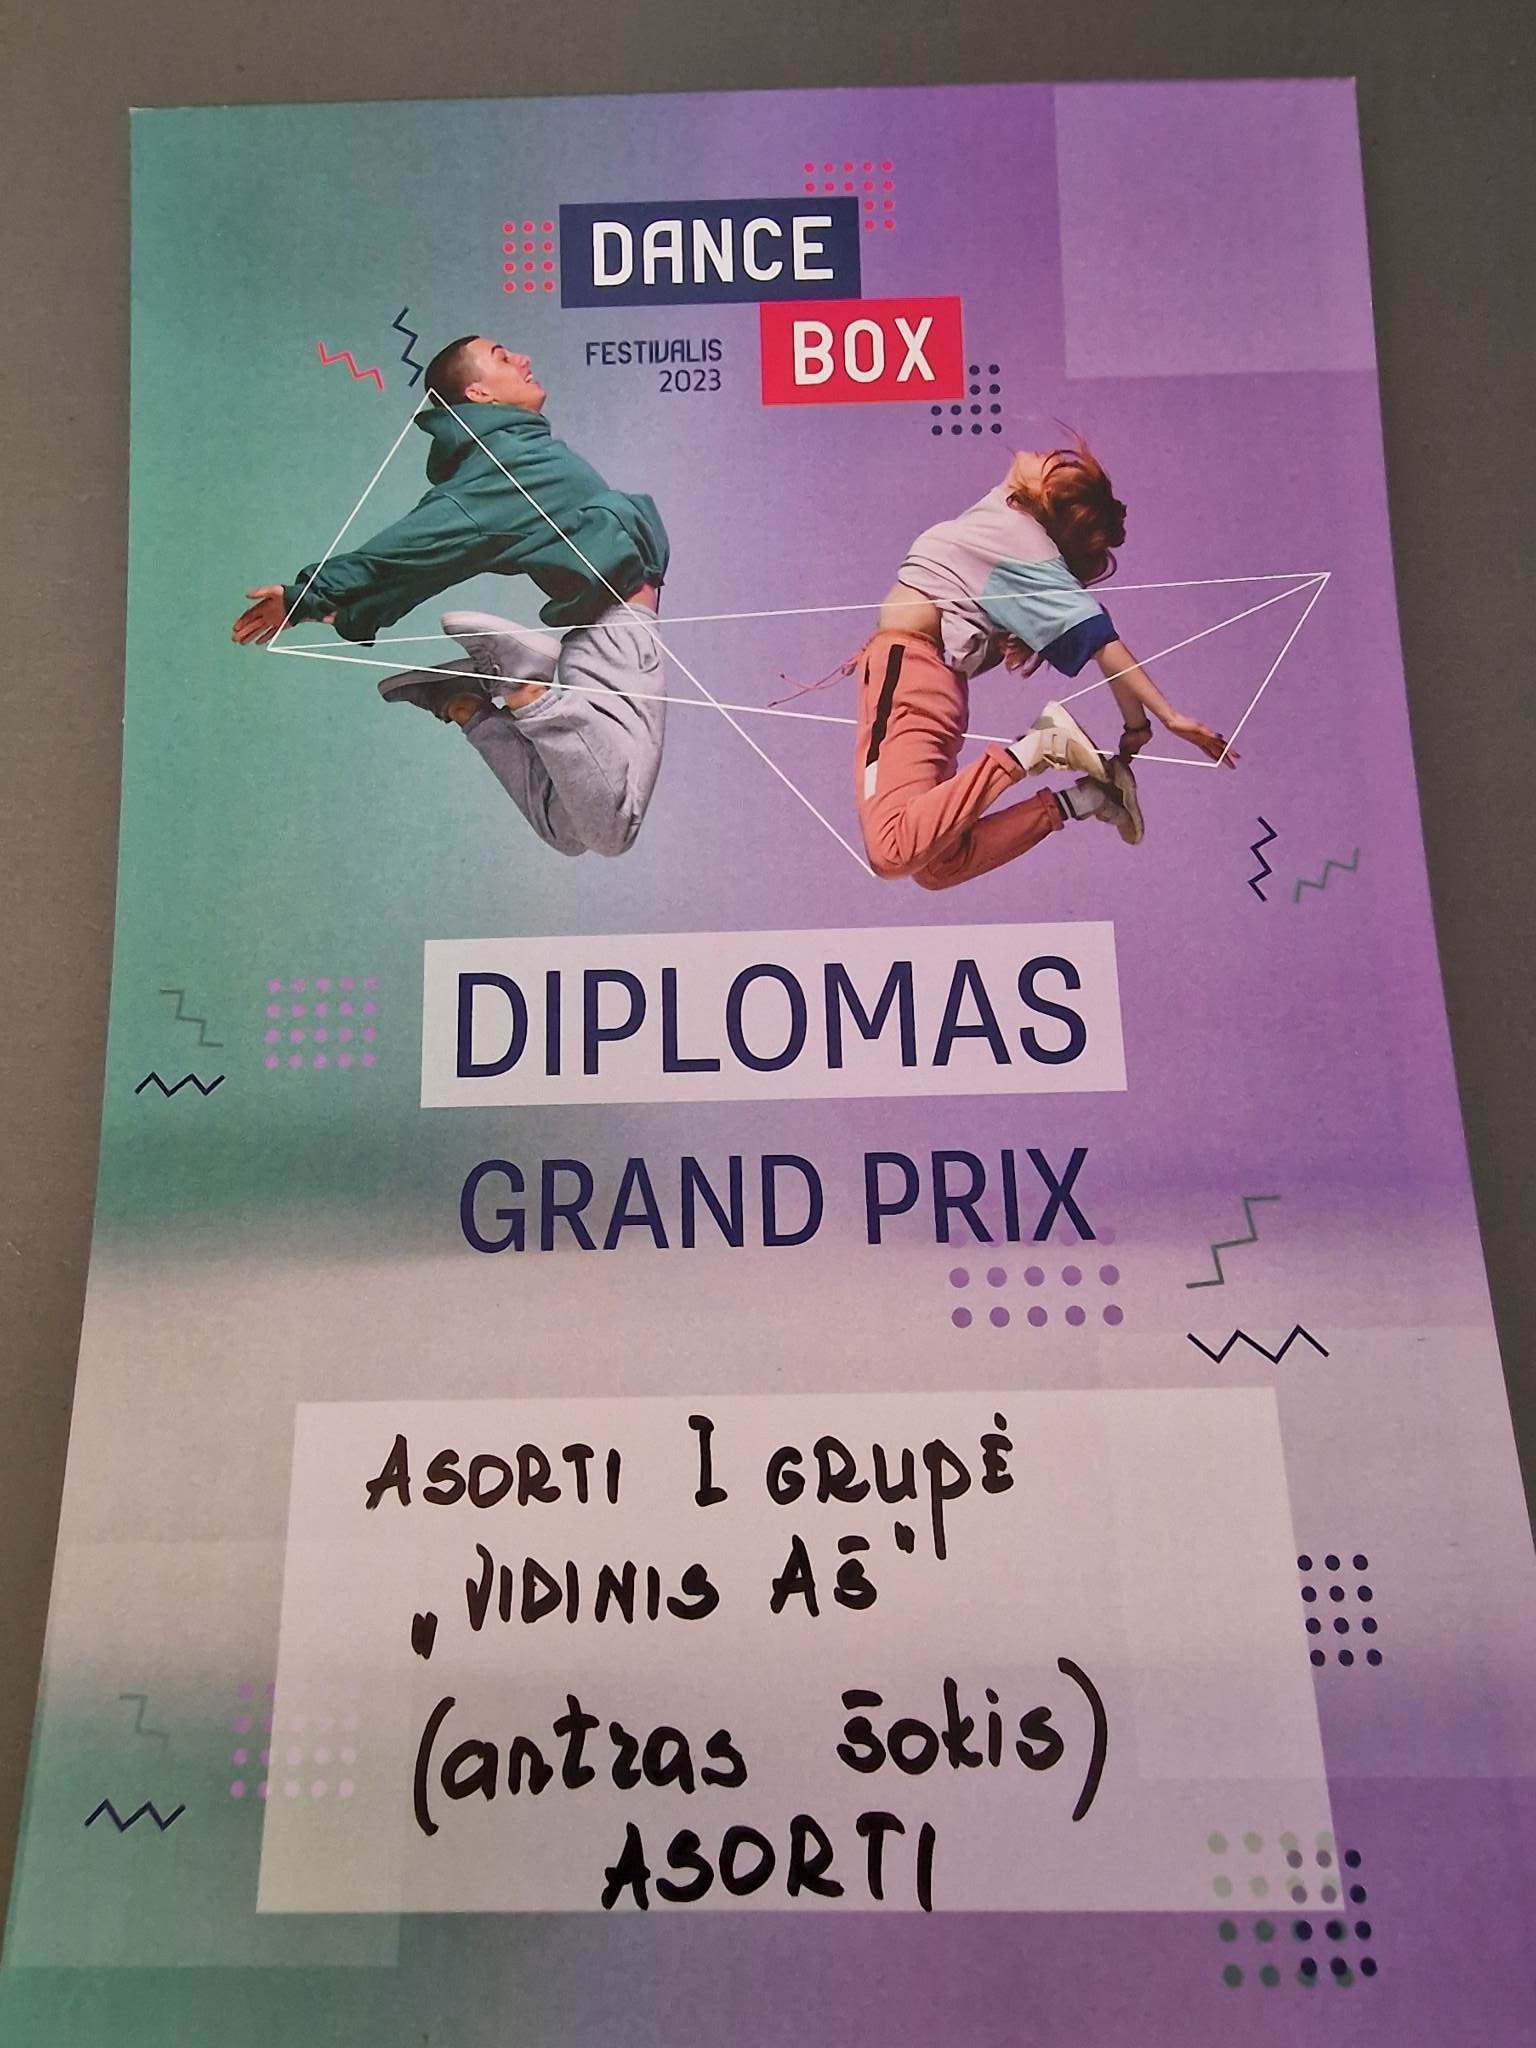 DANCE
BOX
FESTIVALIS
2023
DIPLOMAS
GRAND PRIX
ASORTI I GRUPĖ
„VIDINIS AŠ"
(antras šokis)
ASORTI